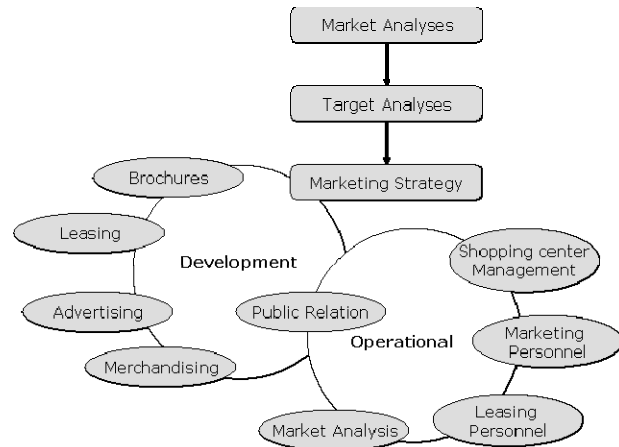 Market Analyses
Target Analyses
Marketing Strategy
Brochures
Leasing
Development
Shopping center
Management
Advertising
Public Relation
Operational
Marketing
Personnel
Merchandising
Market Analysis
Leasing
Personnel